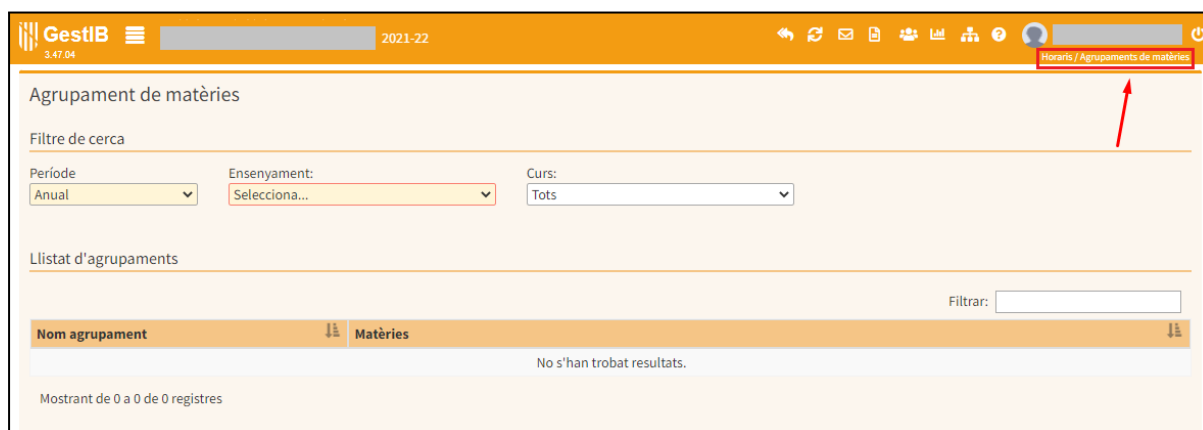 GestIB
3.47.04
2021-22
Horaris / Agrupaments de matèries
Agrupament de matèries
Filtre de cerca
Període
Ensenyament:
Curs:
Anual
Selecciona...
Tots
Llistat d'agrupaments
Filtrar:
Nom agrupament
Matèries
No s'han trobat resultats.
Mostrant de 0 a 0 de 0 registres